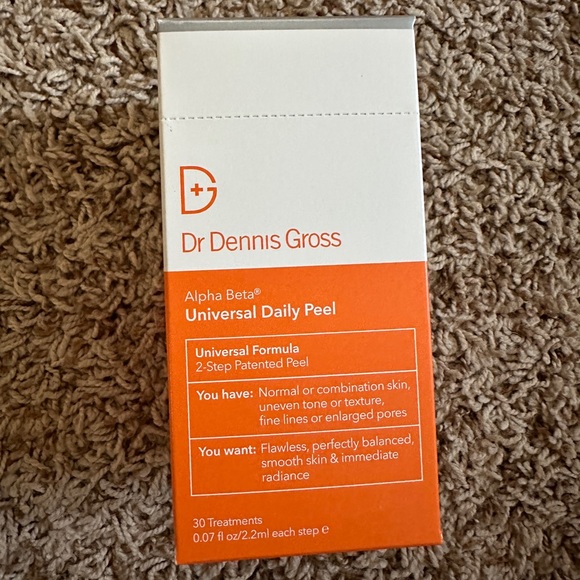 D+G
Dr Dennis Gross
Alpha Beta®
Universal Daily Peel
Universal Formula
2-Step Patented Peel
You have: Normal or combination skin,
uneven tone or texture,
fine lines or enlarged pores
You want: Flawless, perfectly balanced,
smooth skin & immediate
radiance
30 Treatments
0.07 fl oz/2.2ml each step ℮